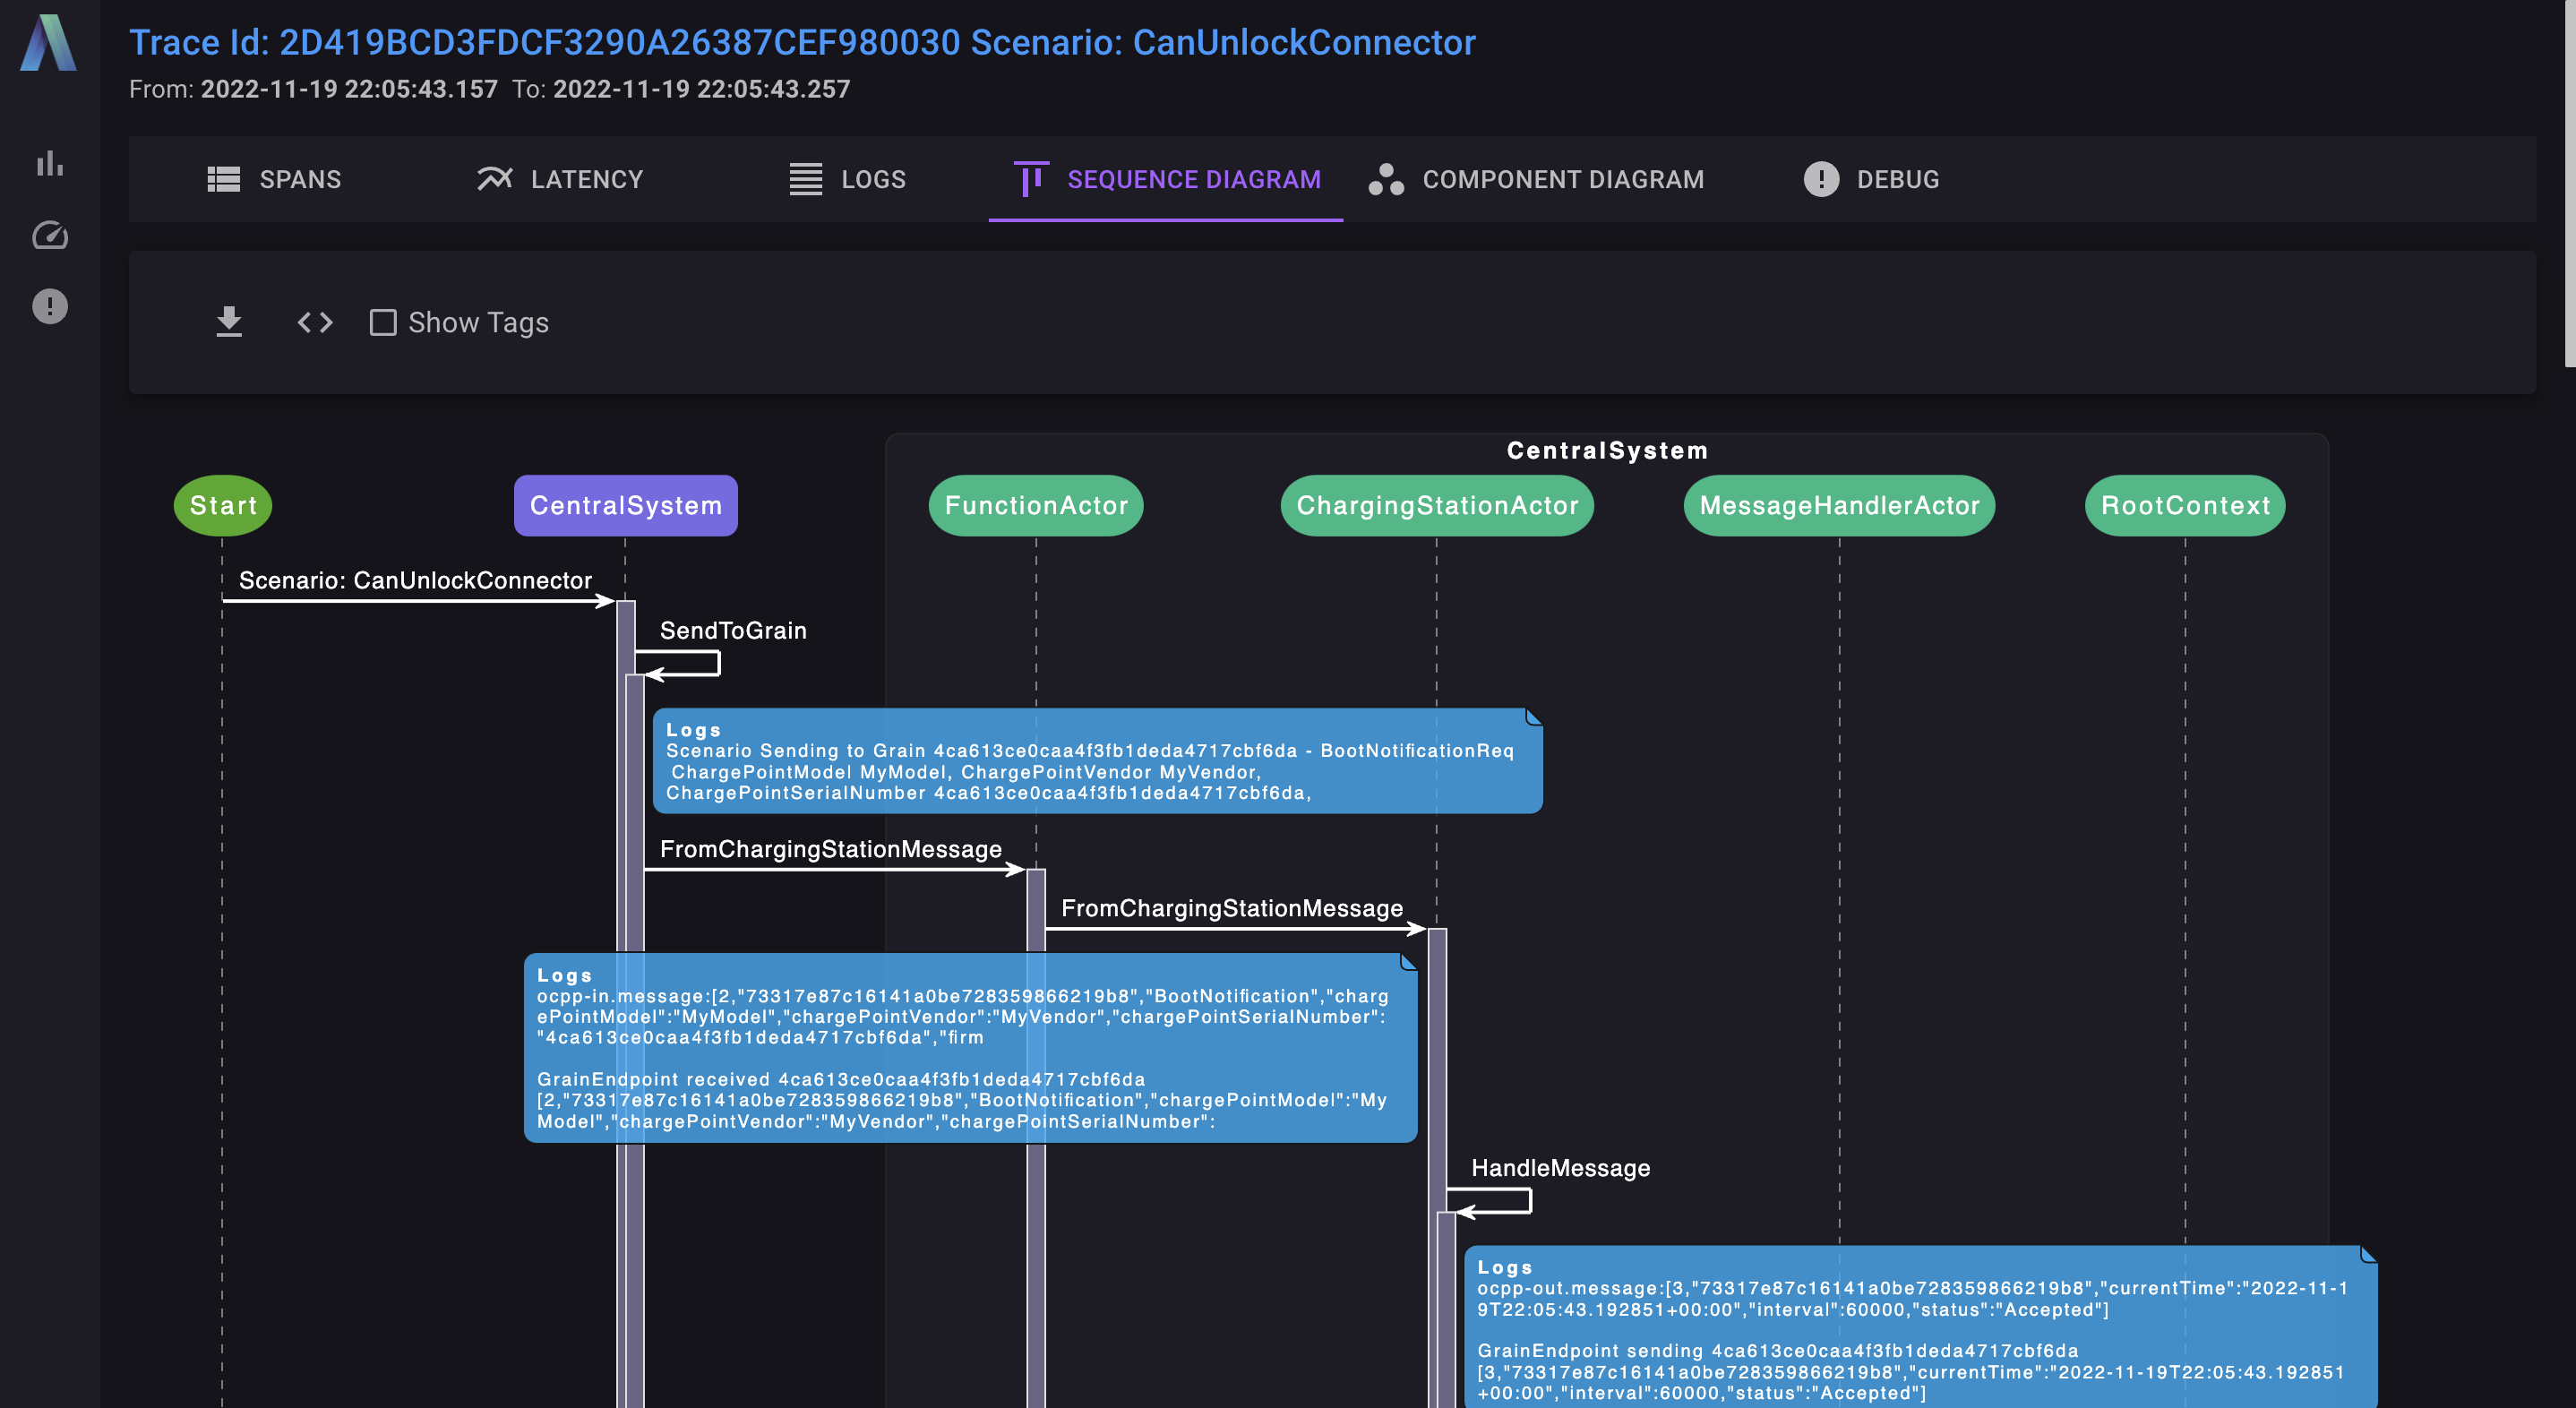 Trace Id: 2D419BCD3FDCF3290A26387CEF980030 Scenario: CanUnlockConnector
From: 2022-11-19 22:05:43.157 To: 2022-11-19 22:05:43.257
SPANS LATENCY LOGS SEQUENCE DIAGRAM COMPONENT DIAGRAM DEBUG
Show Tags
CentralSystem
Start CentralSystem FunctionActor ChargingStationActor MessageHandlerActor RootContext
Scenario: CanUnlockConnector
SendToGrain
Logs
Scenario Sending to Grain 4ca613ce0caa4f3fb1deda4717cbf6da - BootNotificationReq
ChargePointModel MyModel, ChargePointVendor MyVendor,
ChargePointSerialNumber 4ca613ce0caa4f3fb1deda4717cbf6da,
FromChargingStationMessage
FromChargingStationMessage
Logs
ocpp-in.message:[2,"73317e87c16141a0be728359866219b8","BootNotification","charg
ePointModel":"MyModel","chargePointVendor":"MyVendor","chargePointSerialNumber":
"4ca613ce0caa4f3fb1deda4717cbf6da","firm
GrainEndpoint received 4ca613ce0caa4f3fb1deda4717cbf6da
[2,"73317e87c16141a0be728359866219b8","BootNotification","chargePointModel":"My
Model","chargePointVendor":"MyVendor","chargePointSerialNumber":
HandleMessage
Logs
ocpp-out.message:[3,"73317e87c16141a0be728359866219b8","currentTime":"2022-11-1
9T22:05:43.192851+00:00","interval":60000,"status":"Accepted"]
GrainEndpoint sending 4ca613ce0caa4f3fb1deda4717cbf6da
[3,"73317e87c16141a0be728359866219b8","currentTime":"2022-11-19T22:05:43.192851
+00:00","interval":60000,"status":"Accepted"]